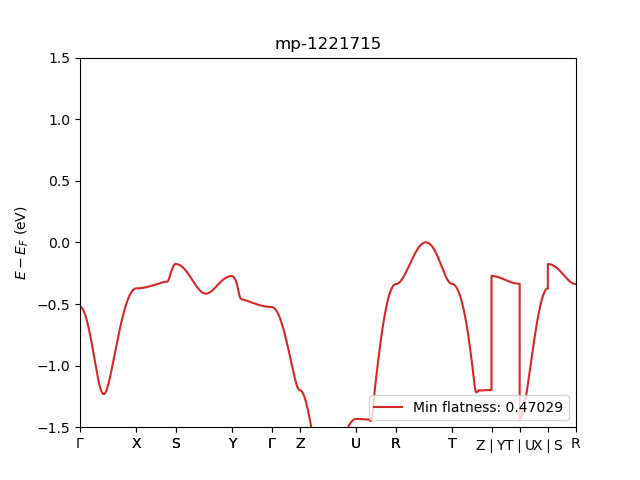 mp-1221715
E − E_F (eV)
1.5
1.0
0.5
0.0
−0.5
−1.0
−1.5
Min flatness: 0.47029
Γ X S Y Γ Z U R T Z | Y T | U X | S R